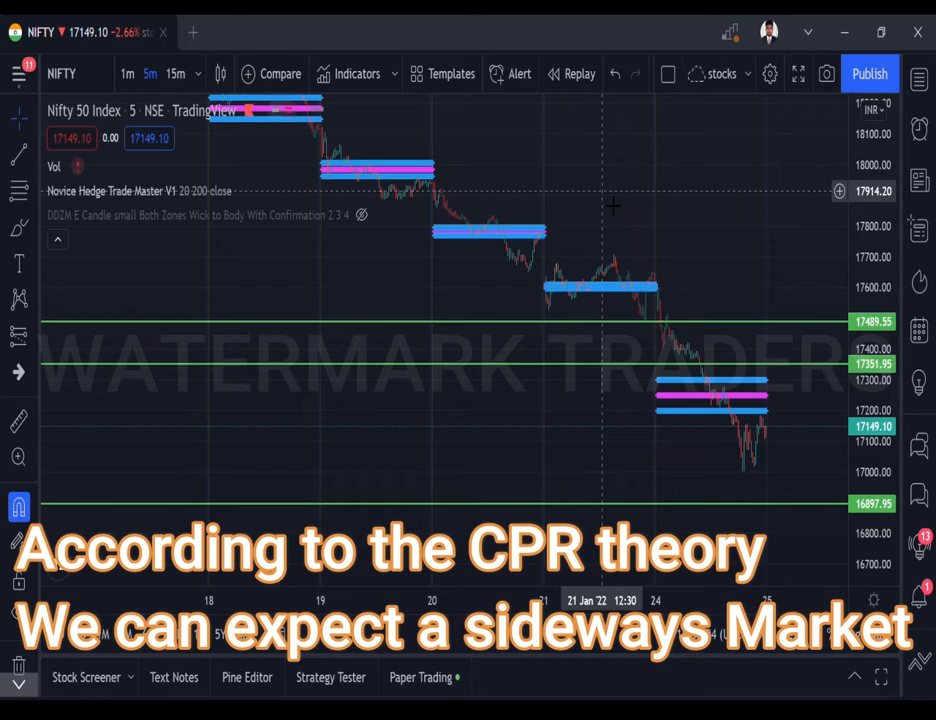 NIFTY 17149.10 -2.66% sto
11 NIFTY 1m 5m 15m Compare Indicators Templates Alert Replay stocks Publish
Nifty 50 Index · 5 · NSE · TradingView
INR
17149.10 0.00 17149.10
Vol
Novice Hedge Trade Master V1 20 200 close
DDZM E Candle small Both Zones Wick to Body With Confirmation 2 3 4
18100.00
18000.00
17914.20
17800.00
17700.00
17600.00
17489.55
17400.00
17351.95
17300.00
17200.00
17149.10
17100.00
17000.00
16897.95
16800.00
16700.00
WATERMARK TRADERS
According to the CPR theory
18 19 20 21 Jan '22 12:30 24 25
We can expect a sideways Market
13
1
Stock Screener Text Notes Pine Editor Strategy Tester Paper Trading